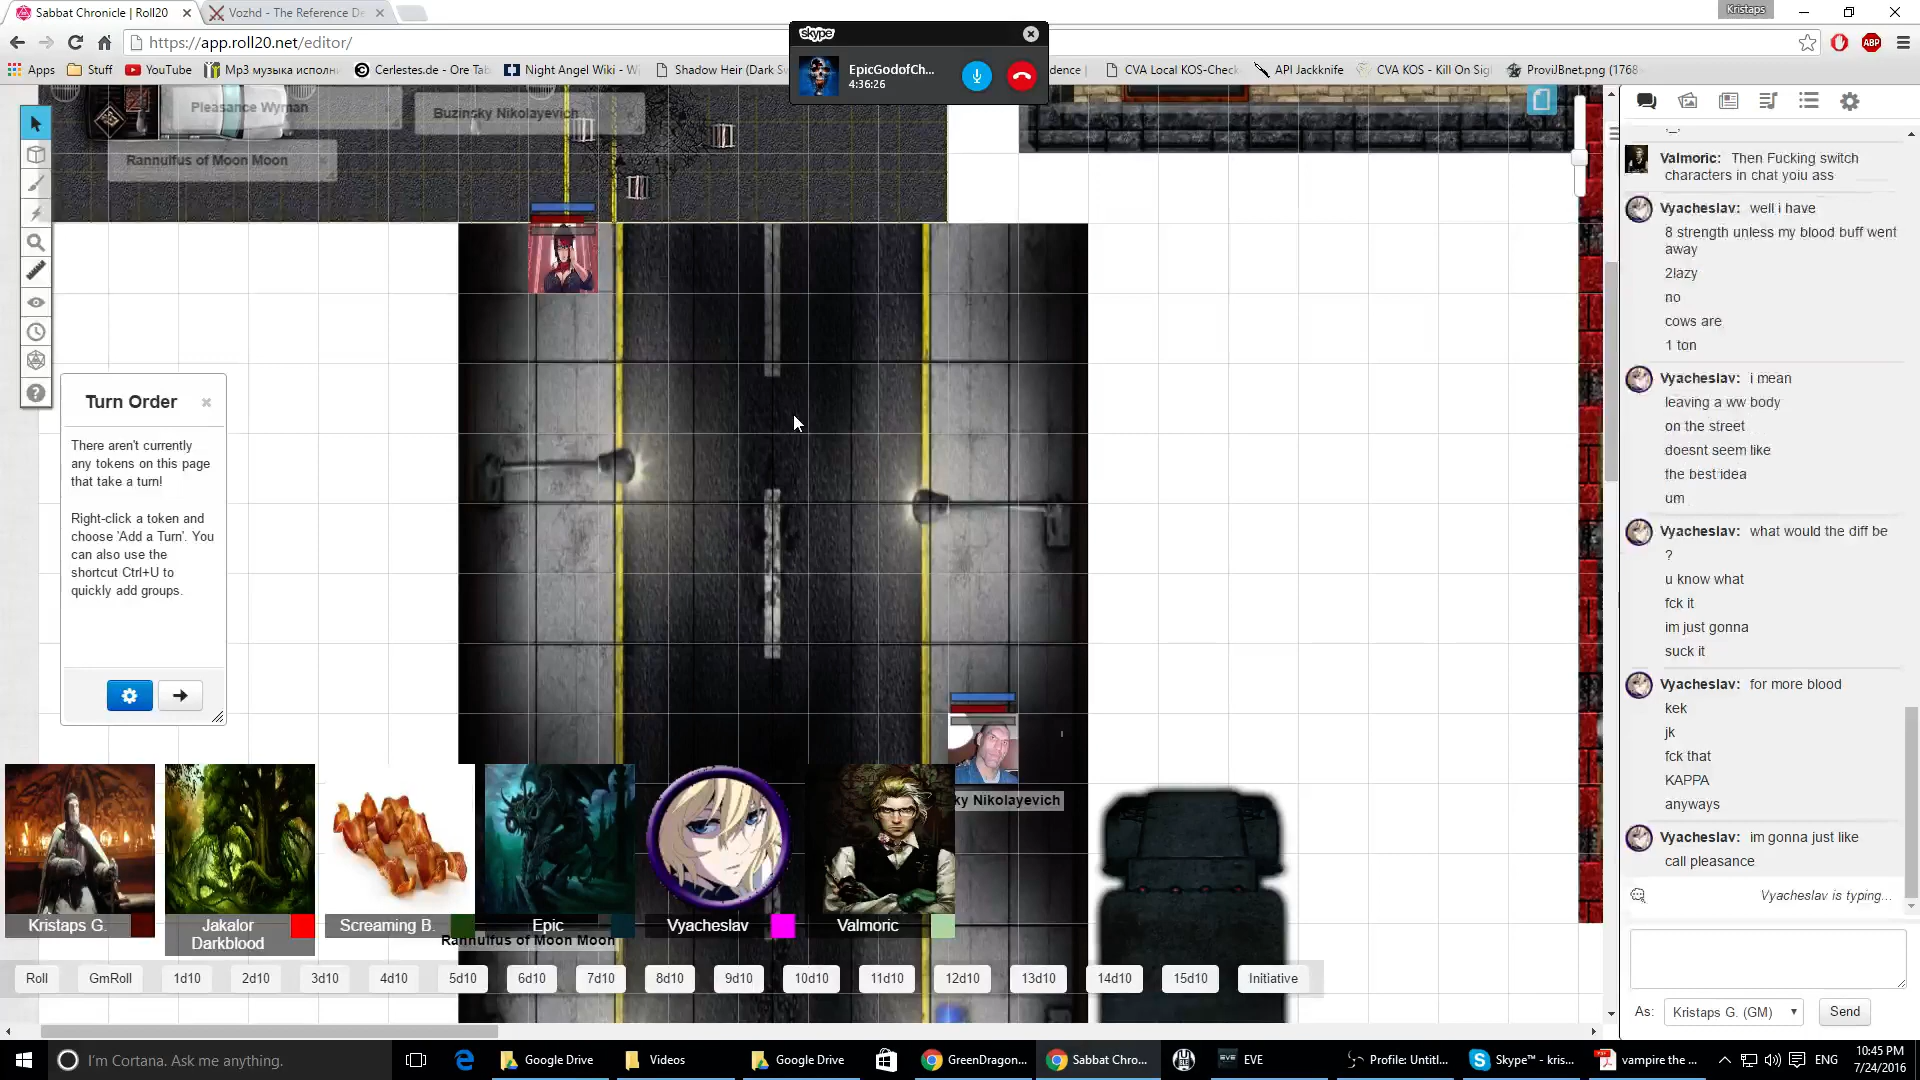 Sabbat Chronicle | Roll20
Vozhd - The Reference De
Kristaps
https://app.roll20.net/editor/
skype
EpicGodofCh...
4:36:26
Apps
Stuff
YouTube
Mp3 музыка исполн
Cerlestes.de - Ore Tab
Night Angel Wiki - Wi
Shadow Heir (Dark S
dence |
CVA Local KOS-Check
API Jackknife
CVA KOS - Kill On Sig
ProviJBnet.png (1768
ABP
Pleasance Wyman
Buzinsky Nikolayevich
Rannulfus of Moon Moon
Turn Order
There aren't currently
any tokens on this page
that take a turn!
Right-click a token and
choose 'Add a Turn'. You
can also use the
shortcut Ctrl+U to
quickly add groups.
ky Nikolayevich
Kristaps G.
Jakalor
Darkblood
Screaming B.
Epic
Vyacheslav
Valmoric
Rannulfus of Moon Moon
Roll
GmRoll
1d10
2d10
3d10
4d10
5d10
6d10
7d10
8d10
9d10
10d10
11d10
12d10
13d10
14d10
15d10
Initiative
Valmoric: Then Fucking switch
characters in chat yoiu ass
Vyacheslav: well i have
8 strength unless my blood buff went
away
2lazy
no
cows are
1 ton
Vyacheslav: i mean
leaving a ww body
on the street
doesnt seem like
the best idea
um
Vyacheslav: what would the diff be
?
u know what
fck it
im just gonna
suck it
Vyacheslav: for more blood
kek
jk
fck that
KAPPA
anyways
Vyacheslav: im gonna just like
call pleasance
Vyacheslav is typing...
As:
Kristaps G. (GM)
Send
I'm Cortana. Ask me anything.
Google Drive
Videos
Google Drive
GreenDragon...
Sabbat Chro...
EVE
EVE
Profile: Untitl...
Skype™ - kris...
vampire the ...
ENG
10:45 PM
7/24/2016